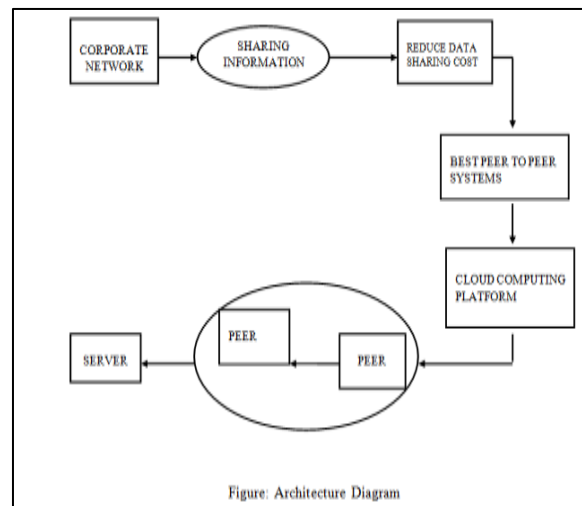 CORPORATE
NETWORK
SHARING
INFORMATION
REDUCE DATA
SHARING COST
BEST PEER TO PEER
SYSTEMS
CLOUD COMPUTING
PLATFORM
PEER
PEER
SERVER
Figure: Architecture Diagram